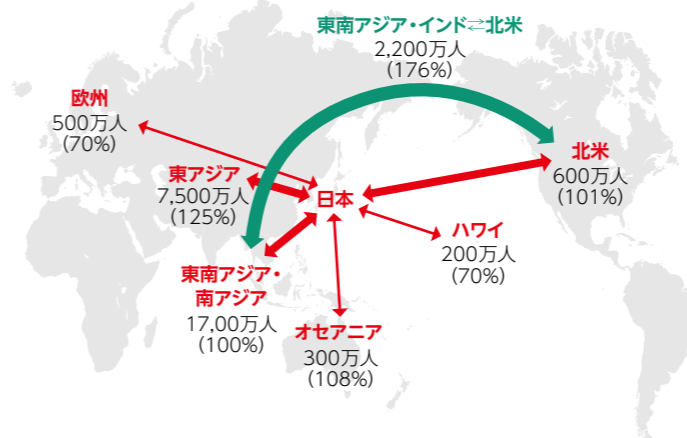 東南アジア・インド⇄北米
2,200万人
(176%)
欧州
500万人
(70%)
東アジア
7,500万人
(125%)
日本
北米
600万人
(101%)
ハワイ
200万人
(70%)
東南アジア・
南アジア
17,00万人
(100%)
オセアニア
300万人
(108%)